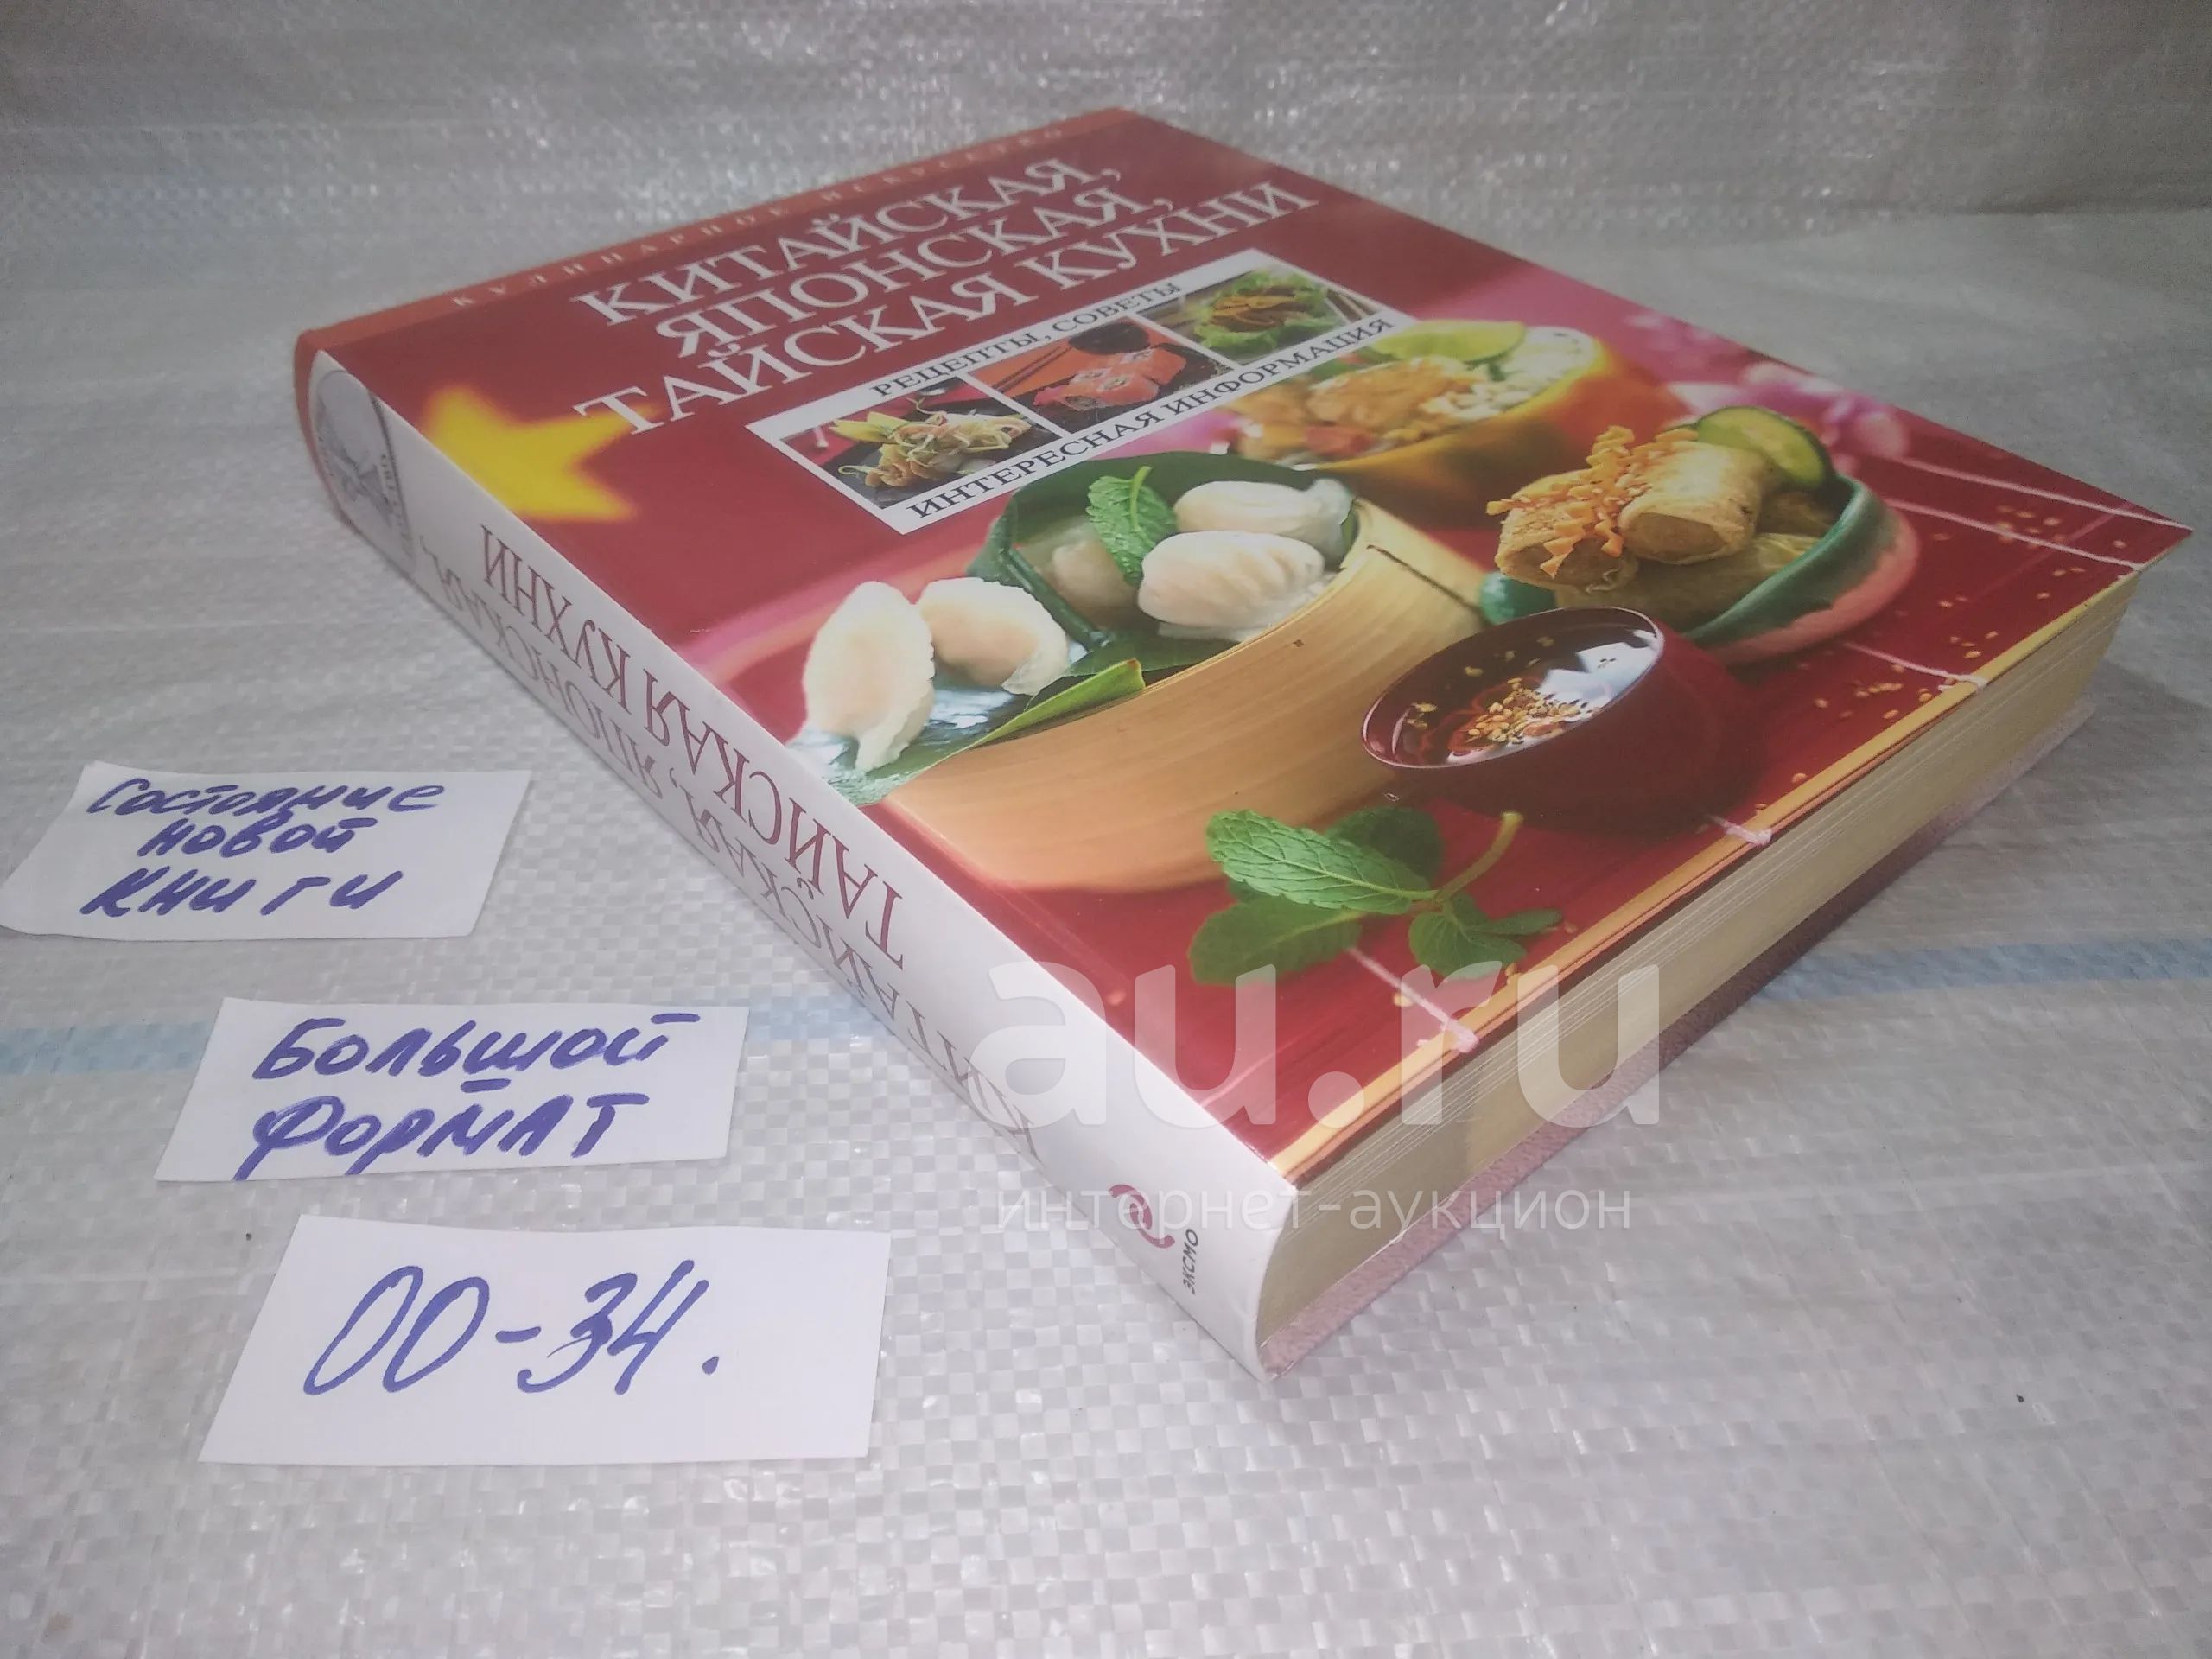 КУЛИНАРНОЕ ИСКУССТВО
КИТАЙСКАЯ,
ЯПОНСКАЯ,
ТАЙСКАЯ КУХНИ
РЕЦЕПТЫ, СОВЕТЫ
ИНТЕРЕСНАЯ ИНФОРМАЦИЯ
КИТАЙСКАЯ, ЯПОНСКАЯ,
ТАЙСКАЯ КУХНИ
ЭКСМО
Состояние
новой
книги
Большой
формат
00-34.
au.ru
интернет-аукцион